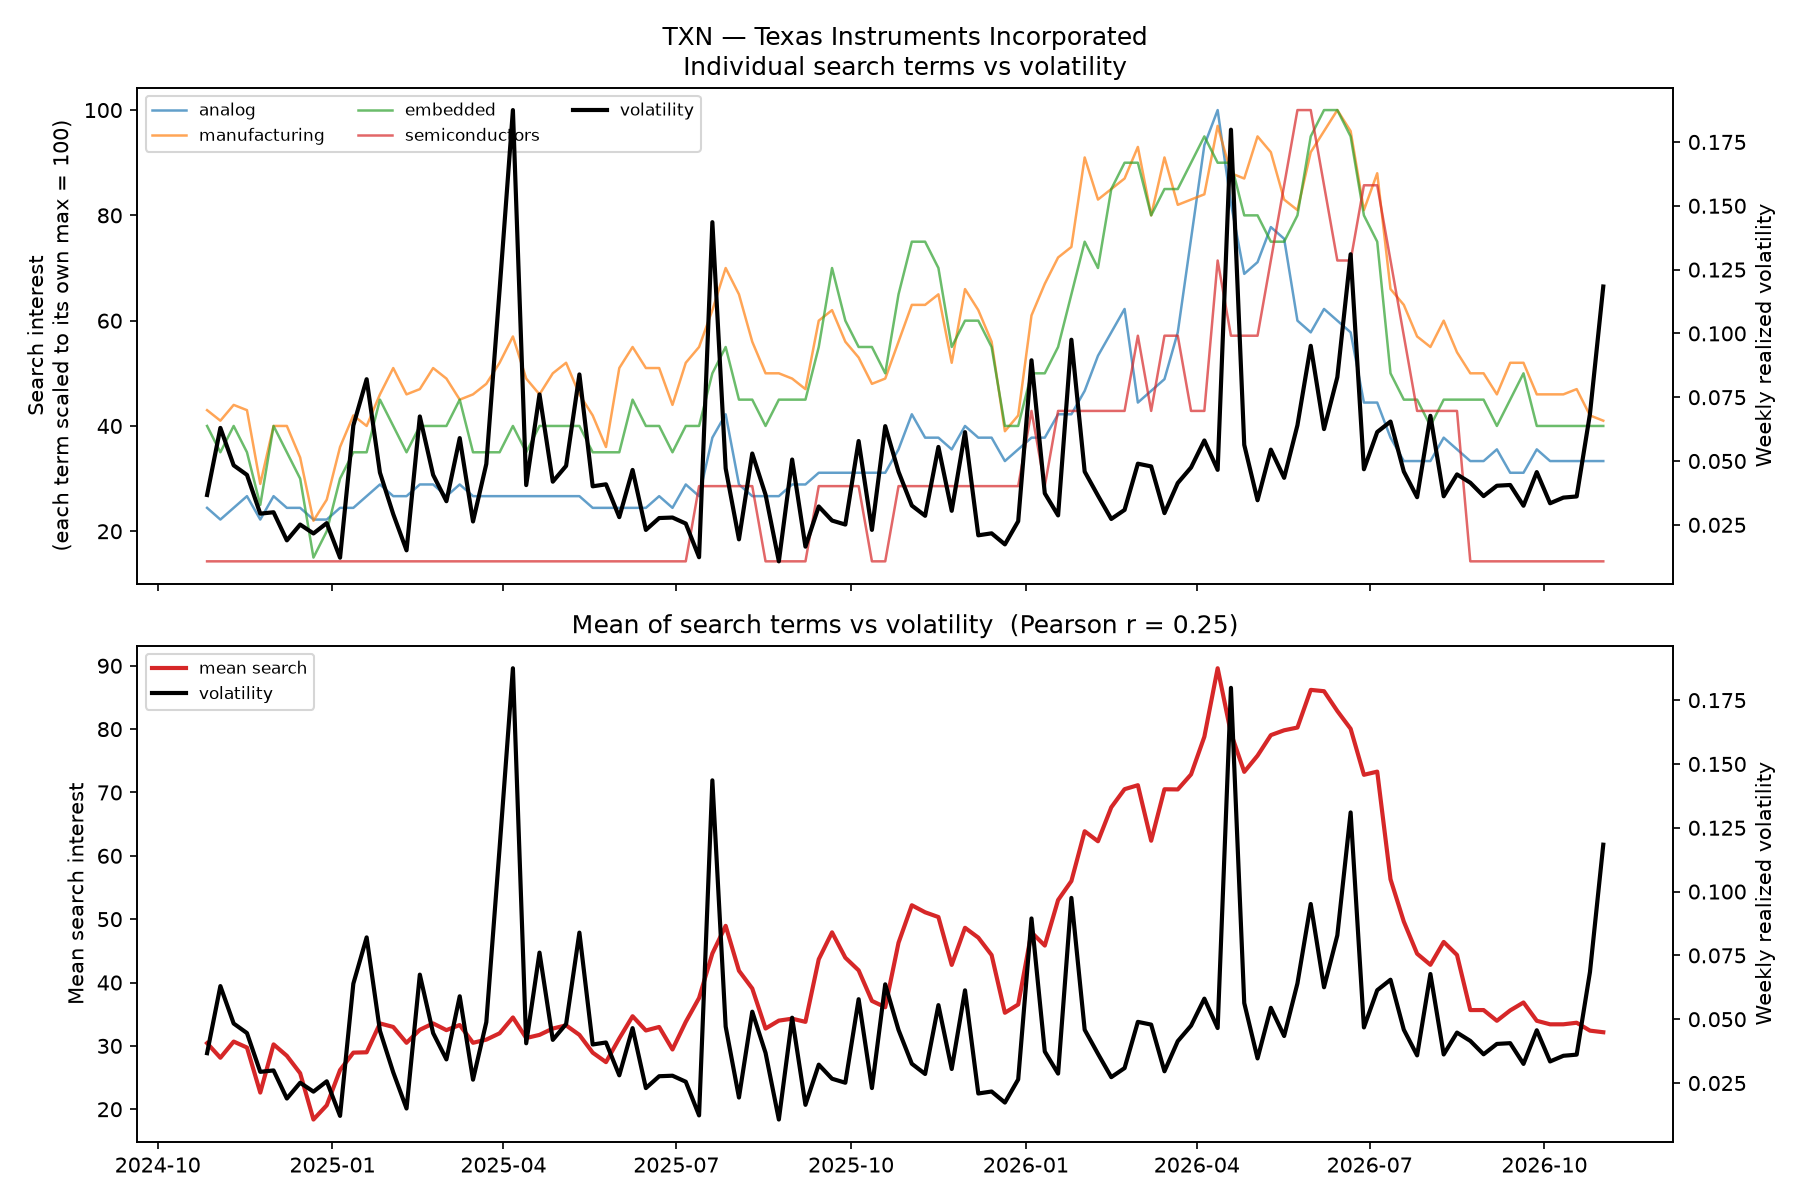 TXN — Texas Instruments Incorporated
Individual search terms vs volatility
analog
manufacturing
embedded
semiconductors
volatility
Search interest
(each term scaled to its own max = 100)
100
80
60
40
20
0.175
0.150
0.125
0.100
0.075
0.050
0.025
Weekly realized volatility
Mean of search terms vs volatility (Pearson r = 0.25)
mean search
volatility
Mean search interest
90
80
70
60
50
40
30
20
0.175
0.150
0.125
0.100
0.075
0.050
0.025
Weekly realized volatility
2024-10 2025-01 2025-04 2025-07 2025-10 2026-01 2026-04 2026-07 2026-10